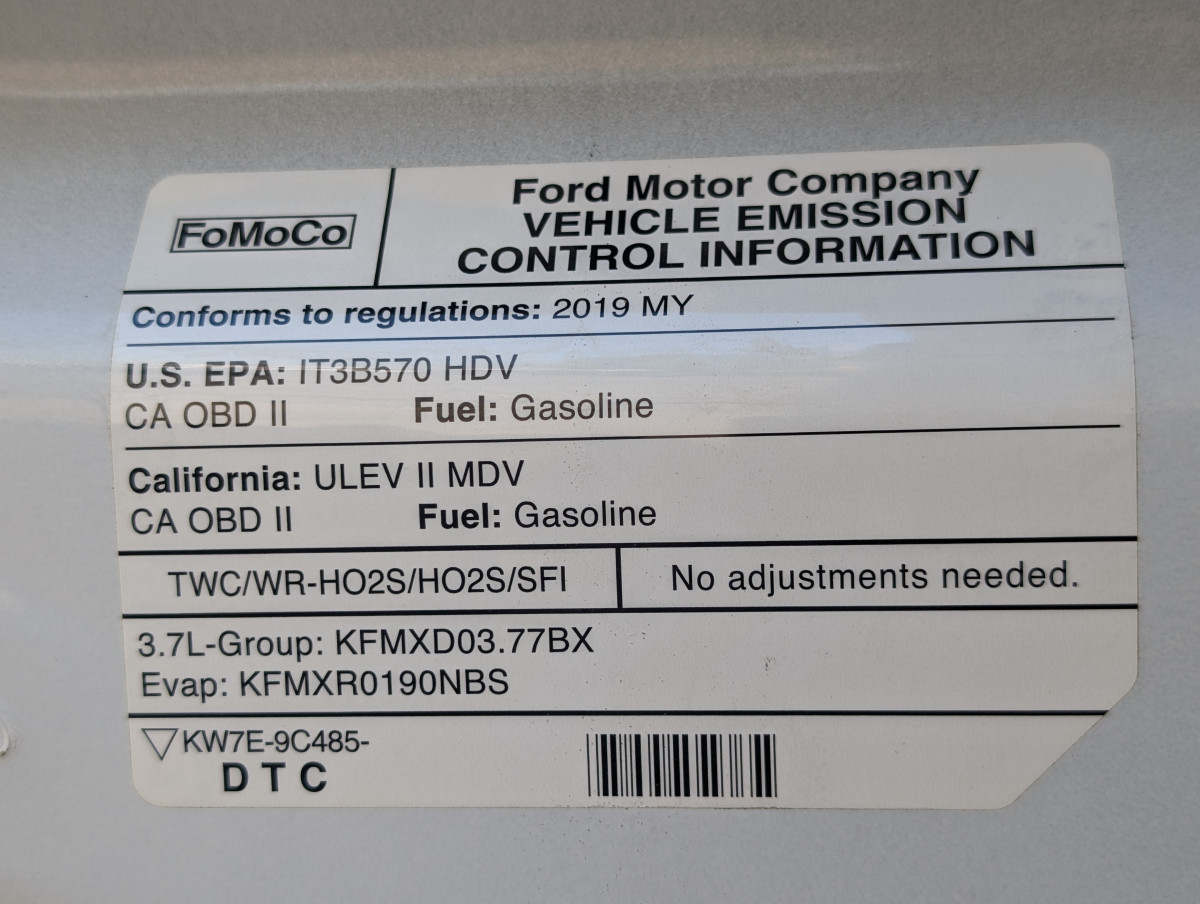 FoMoCo
Ford Motor Company
VEHICLE EMISSION
CONTROL INFORMATION
Conforms to regulations: 2019 MY
U.S. EPA: IT3B570 HDV
CA OBD II Fuel: Gasoline
California: ULEV II MDV
CA OBD II Fuel: Gasoline
TWC/WR-HO2S/HO2S/SFI
No adjustments needed.
3.7L-Group: KFMXD03.77BX
Evap: KFMXR0190NBS
KW7E-9C485-
D T C